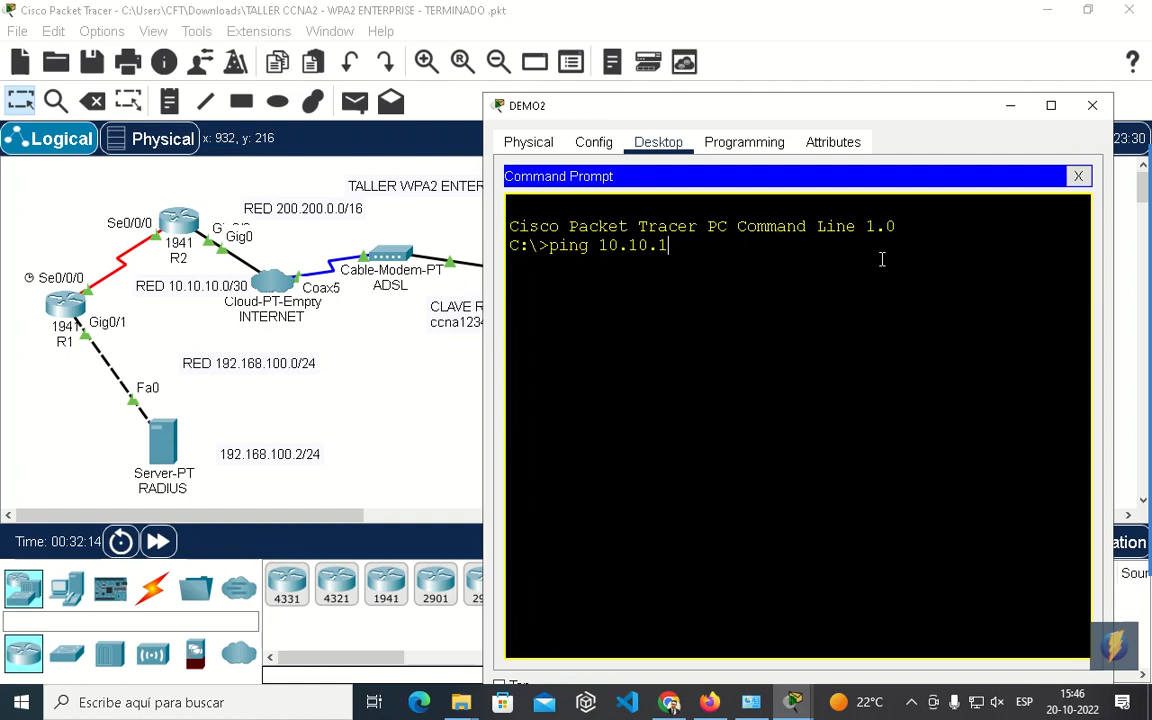 Cisco Packet Tracer - C:\Users\CFT\Downloads\TALLER CCNA2 - WPA2 ENTERPRISE - TERMINADO .pkt
File Edit Options View Tools Extensions Window Help
Logical
Physical
x: 932, y: 216
23:30
DEMO2
Physical Config Desktop Programming Attributes
Command Prompt
X
Cisco Packet Tracer PC Command Line 1.0
C:\>ping 10.10.1
TALLER WPA2 ENTER
RED 200.200.0.0/16
Se0/0/0
1941
R2
Gig0
Cable-Modem-PT
ADSL
Se0/0/0
RED 10.10.10.0/30
Coax5
Cloud-PT-Empty
INTERNET
CLAVE R
ccna1234
1941
R1
Gig0/1
RED 192.168.100.0/24
Fa0
192.168.100.2/24
Server-PT
RADIUS
Time: 00:32:14
4331
4321
1941
2901
29
ation
Sour
Escribe aquí para buscar
22°C
ESP
15:46
20-10-2022